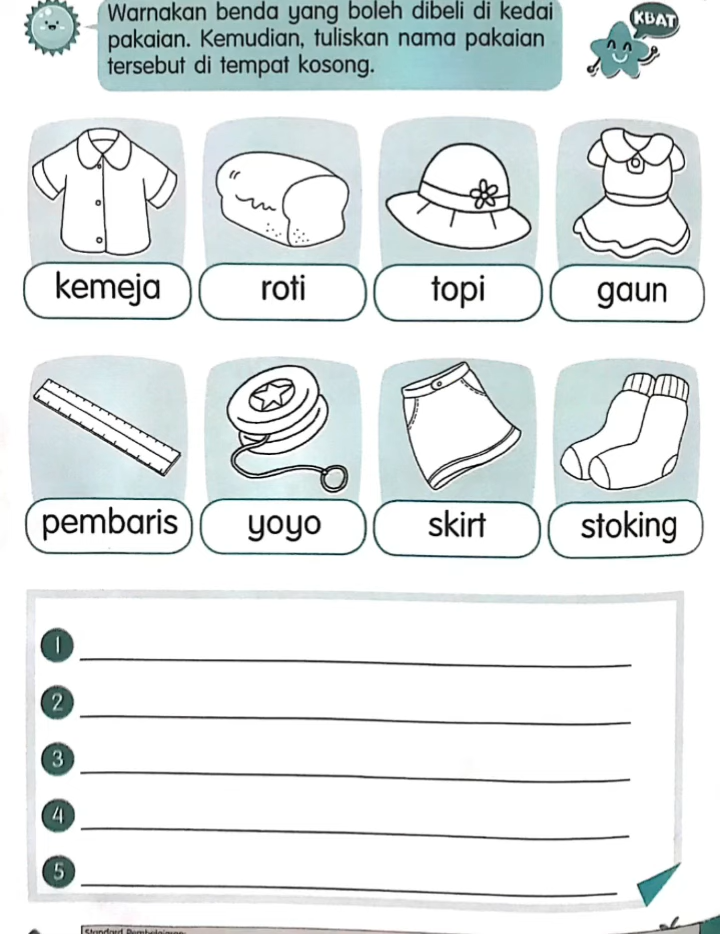 Warnakan benda yang boleh dibeli di kedai
pakaian. Kemudian, tuliskan nama pakaian
tersebut di tempat kosong.
KBAT
kemeja
roti
topi
gaun
pembaris
yoyo
skirt
stoking
1
2
3
4
5